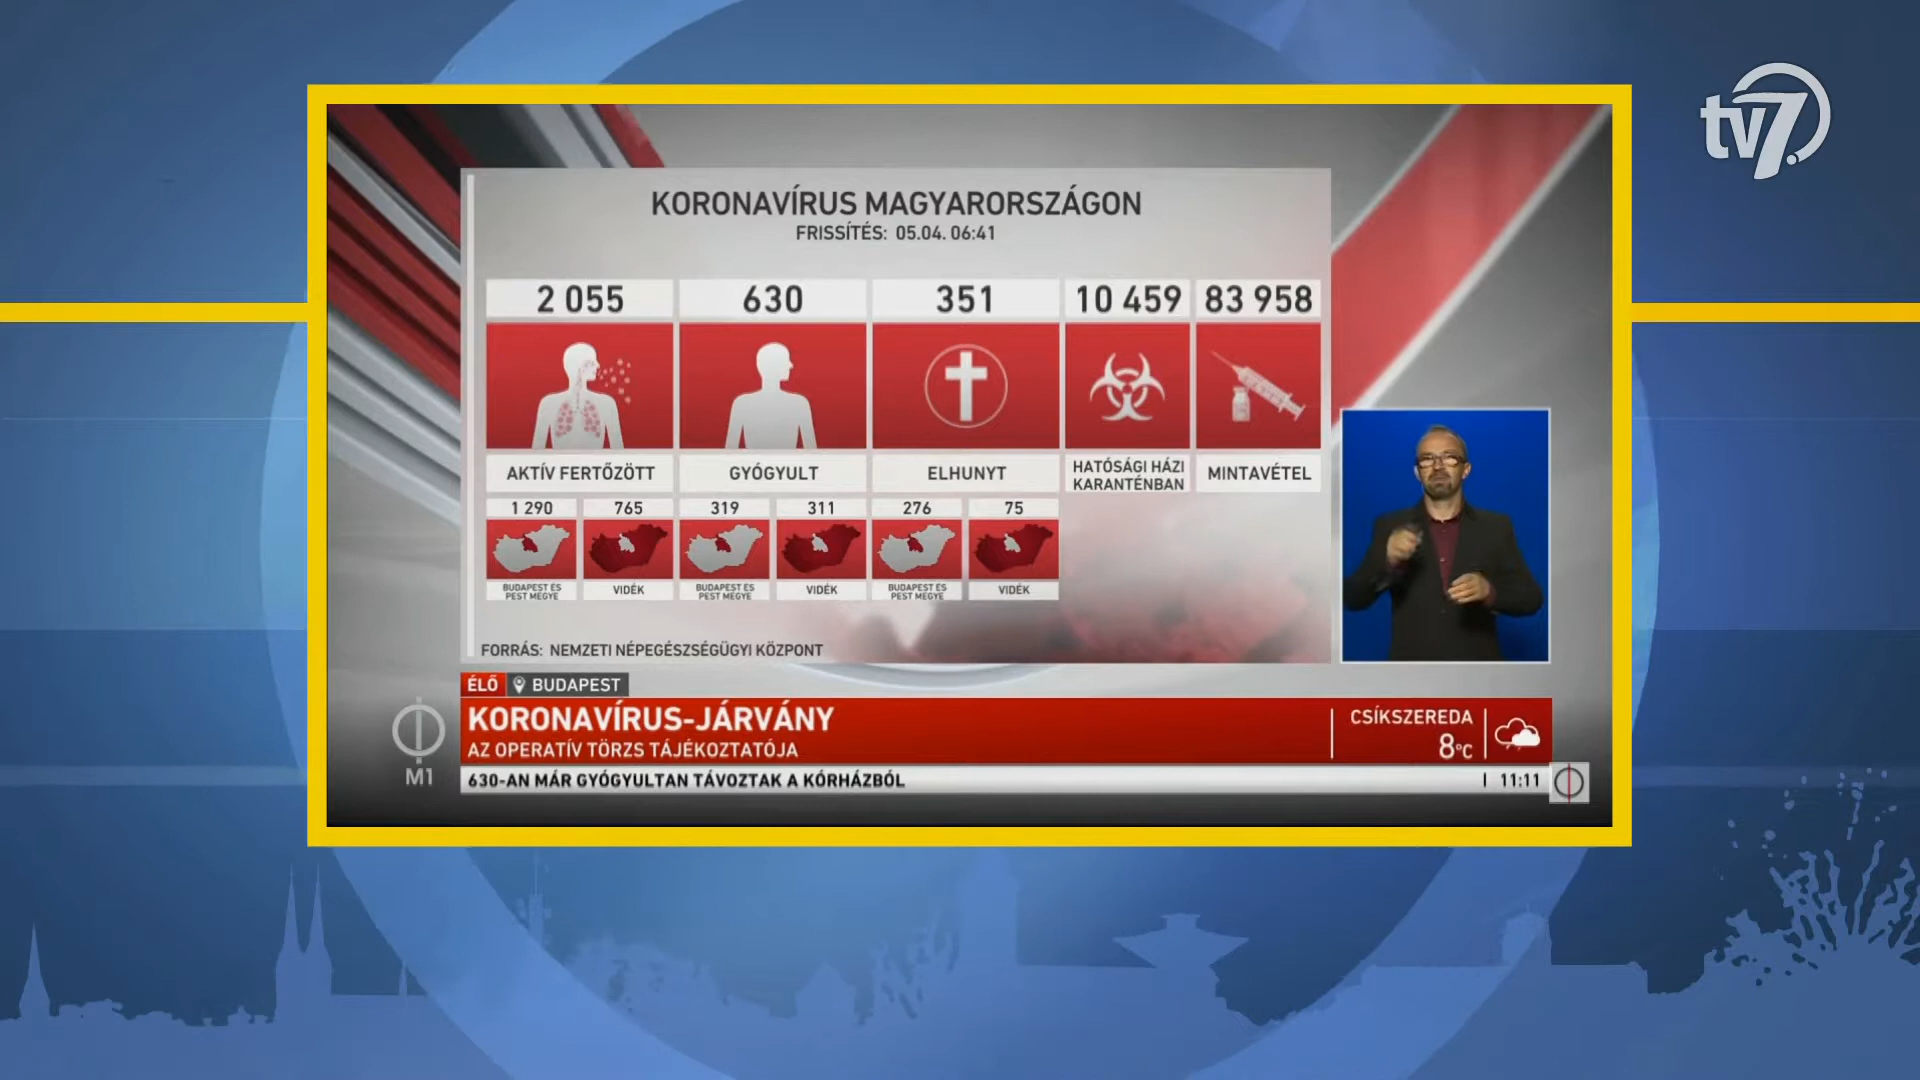 tv7
KORONAVÍRUS MAGYARORSZÁGON
FRISSÍTÉS: 05.04. 06:41
2 055
630
351
10 459
83 958
AKTÍV FERTŐZÖTT
GYÓGYULT
ELHUNYT
HATÓSÁGI HÁZI
KARANTÉNBAN
MINTAVÉTEL
1 290
765
319
311
276
75
BUDAPEST ÉS
PEST MEGYE
VIDÉK
BUDAPEST ÉS
PEST MEGYE
VIDÉK
BUDAPEST ÉS
PEST MEGYE
VIDÉK
FORRÁS: NEMZETI NÉPEGÉSZSÉGÜGYI KÖZPONT
ÉLŐ BUDAPEST
KORONAVÍRUS-JÁRVÁNY
AZ OPERATÍV TÖRZS TÁJÉKOZTATÓJA
CSÍKSZEREDA
8°C
M1
630-AN MÁR GYÓGYULTAN TÁVOZTAK A KÓRHÁZBÓL
11:11